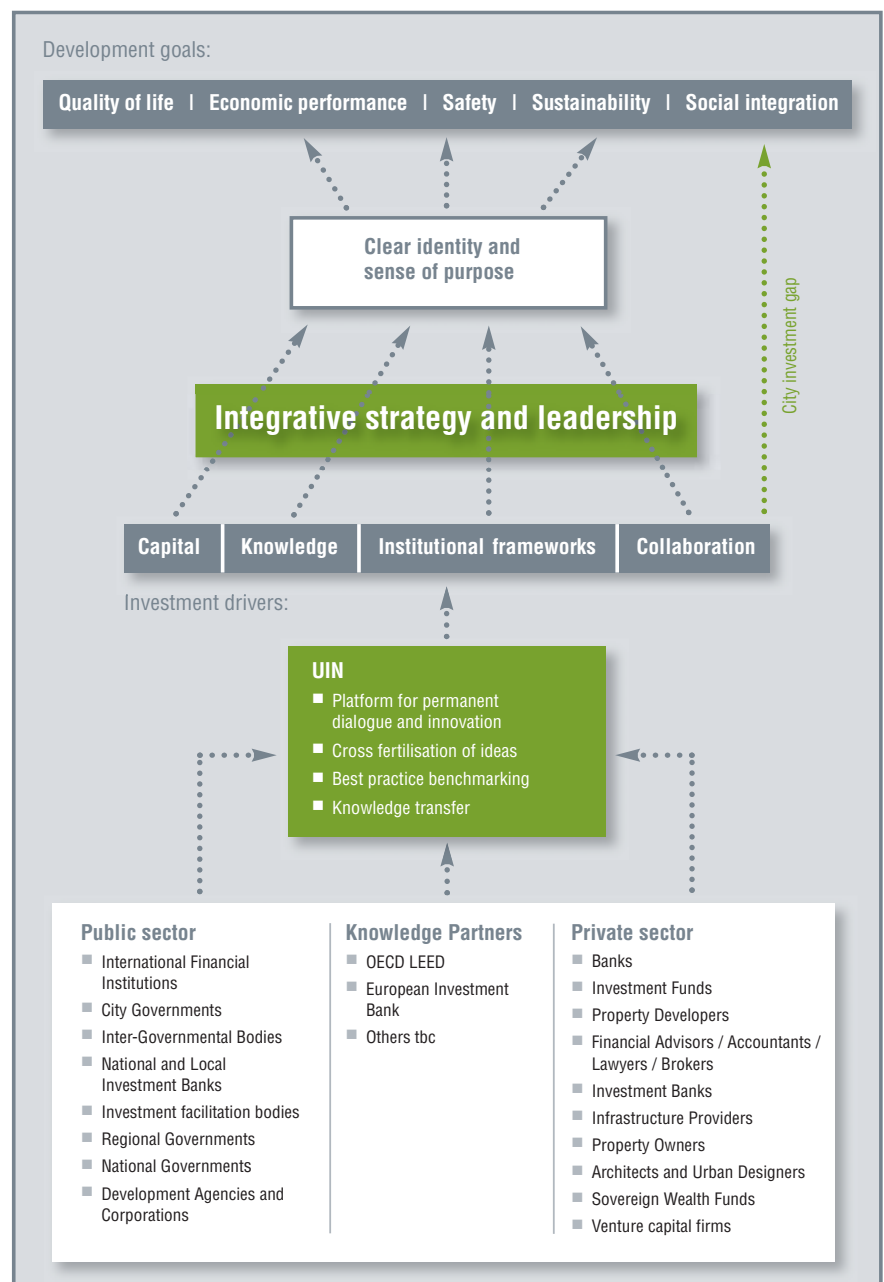 Development goals:
Quality of life | Economic performance | Safety | Sustainability | Social integration
Clear identity and
sense of purpose
City investment gap
Integrative strategy and leadership
Capital
Knowledge
Institutional frameworks
Collaboration
Investment drivers:
UIN
Platform for permanent
dialogue and innovation
Cross fertilisation of ideas
Best practice benchmarking
Knowledge transfer
Public sector
International Financial
Institutions
City Governments
Inter-Governmental Bodies
National and Local
Investment Banks
Investment facilitation bodies
Regional Governments
National Governments
Development Agencies and
Corporations
Knowledge Partners
OECD LEED
European Investment
Bank
Others tbc
Private sector
Banks
Investment Funds
Property Developers
Financial Advisors / Accountants /
Lawyers / Brokers
Investment Banks
Infrastructure Providers
Property Owners
Architects and Urban Designers
Sovereign Wealth Funds
Venture capital firms